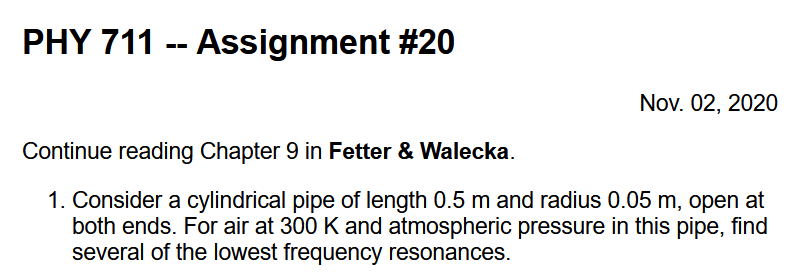 PHY 711 -- Assignment #20
Nov. 02, 2020
Continue reading Chapter 9 in Fetter & Walecka.
1. Consider a cylindrical pipe of length 0.5 m and radius 0.05 m, open at
both ends. For air at 300 K and atmospheric pressure in this pipe, find
several of the lowest frequency resonances.